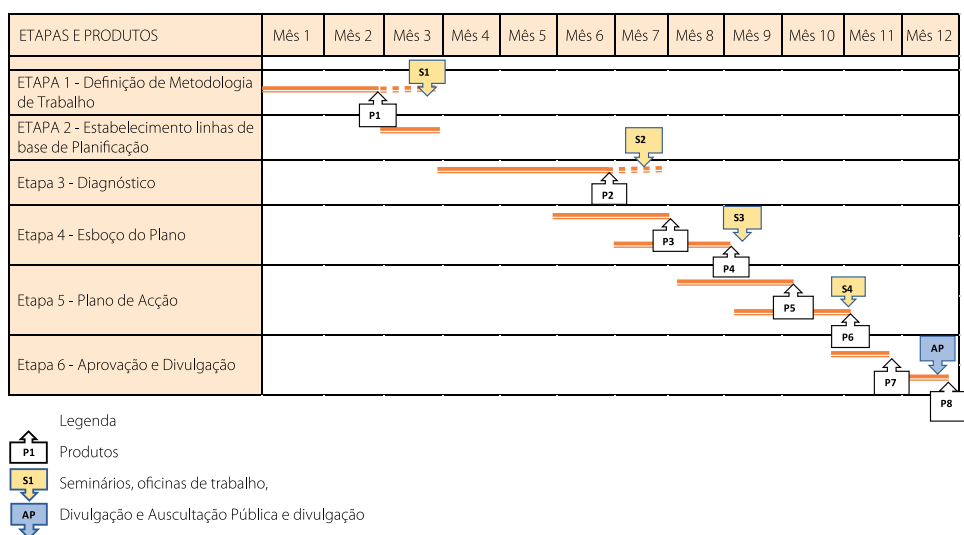 ETAPAS E PRODUTOS Mês 1 Mês 2 Mês 3 Mês 4 Mês 5 Mês 6 Mês 7 Mês 8 Mês 9 Mês 10 Mês 11 Mês 12
S1
ETAPA 1 - Definição de Metodologia
de Trabalho
P1
ETAPA 2 - Estabelecimento linhas de
base de Planificação
S2
Etapa 3 - Diagnóstico
P2
S3
Etapa 4 - Esboço do Plano
P3
P4
S4
Etapa 5 - Plano de Acção
P5
P6
AP
Etapa 6 - Aprovação e Divulgação
P7
P8
Legenda
P1 Produtos
S1 Seminários, oficinas de trabalho,
AP Divulgação e Auscultação Pública e divulgação